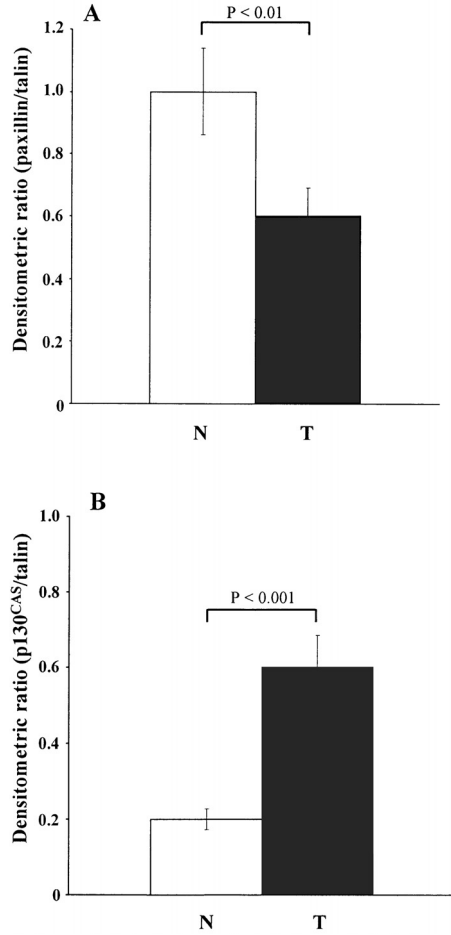 A
P < 0.01
Densitometric ratio (paxillin/talin)
1.2
1.0
0.8
0.6
0.4
0.2
0
N T
B
P < 0.001
Densitometric ratio (p130CAS/talin)
1.0
0.8
0.6
0.4
0.2
0
N T